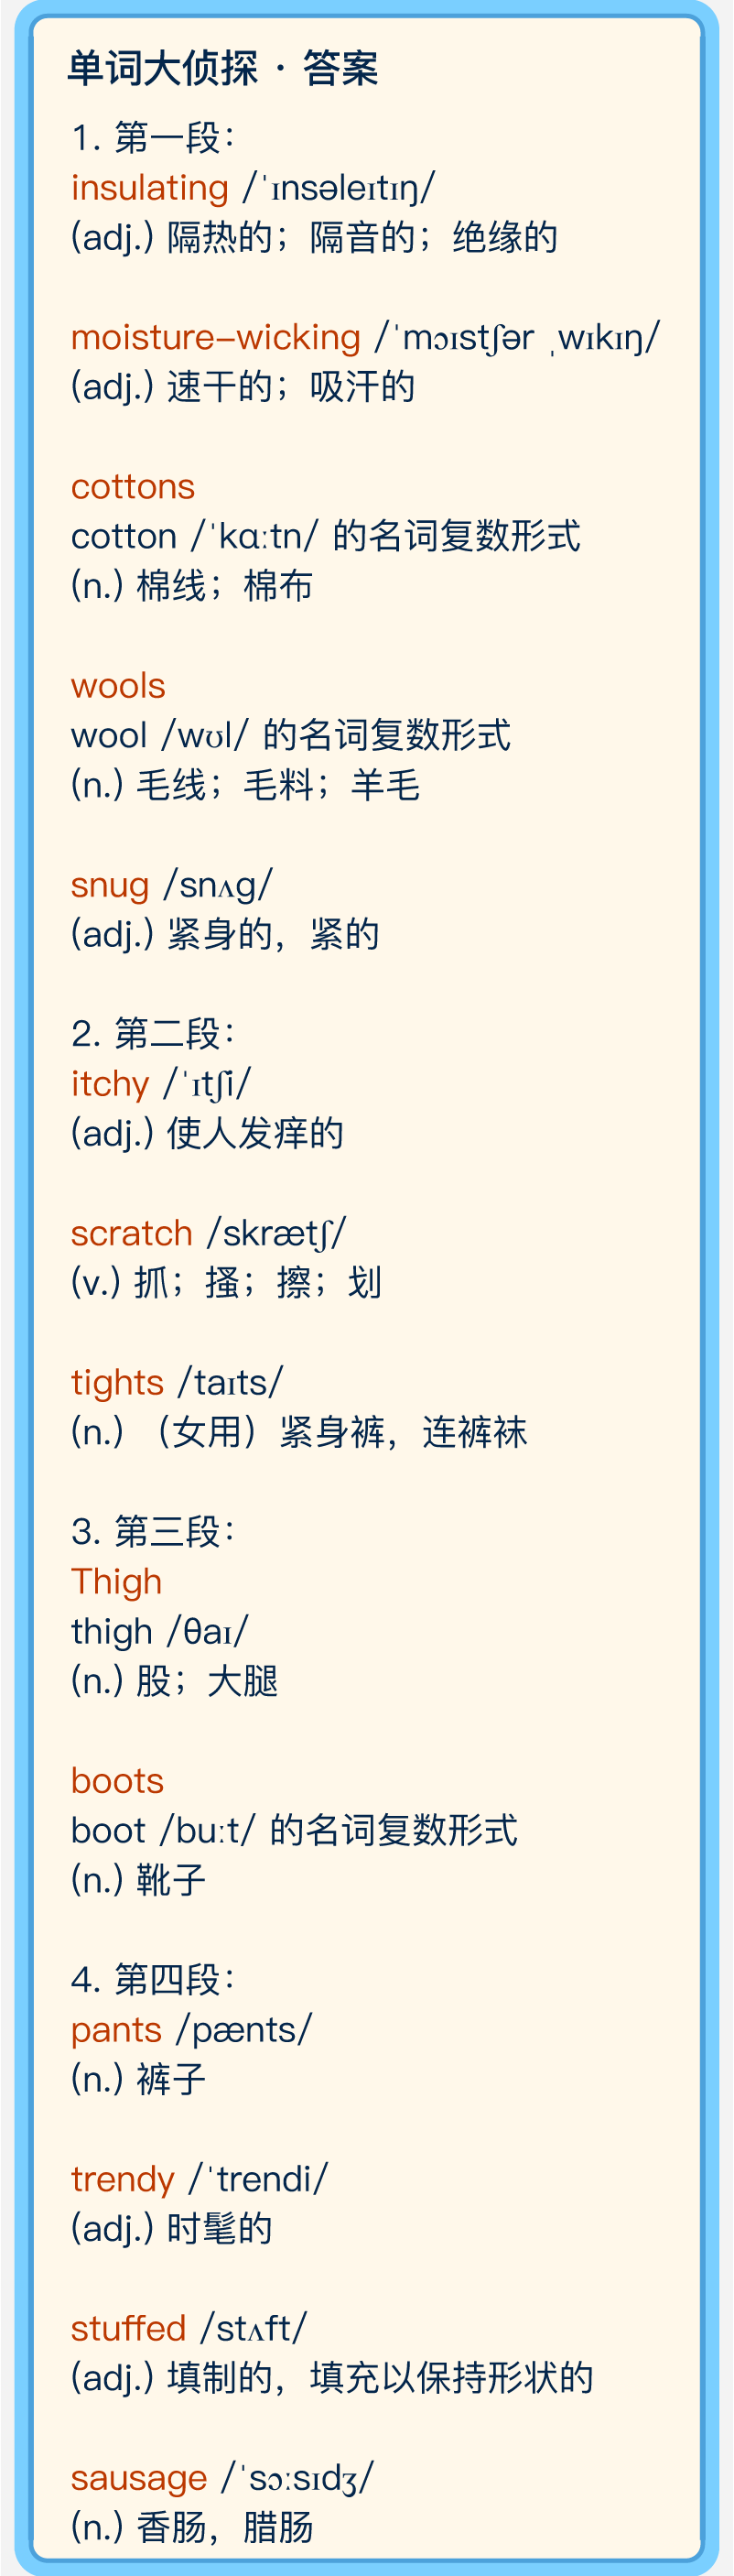 单词大侦探 · 答案
1. 第一段：
insulating /ˈɪnsəleɪtɪŋ/
(adj.) 隔热的；隔音的；绝缘的
moisture–wicking /ˈmɔɪstʃər ˌwɪkɪŋ/
(adj.) 速干的；吸汗的
cottons
cotton /ˈkɑːtn/ 的名词复数形式
(n.) 棉线；棉布
wools
wool /wʊl/ 的名词复数形式
(n.) 毛线；毛料；羊毛
snug /snʌg/
(adj.) 紧身的，紧的
2. 第二段：
itchy /ˈɪtʃi/
(adj.) 使人发痒的
scratch /skrætʃ/
(v.) 抓；搔；擦；划
tights /taɪts/
(n.) （女用）紧身裤，连裤袜
3. 第三段：
Thigh
thigh /θaɪ/
(n.) 股；大腿
boots
boot /buːt/ 的名词复数形式
(n.) 靴子
4. 第四段：
pants /pænts/
(n.) 裤子
trendy /ˈtrendi/
(adj.) 时髦的
stuffed /stʌft/
(adj.) 填制的，填充以保持形状的
sausage /ˈsɔːsɪdʒ/
(n.) 香肠，腊肠